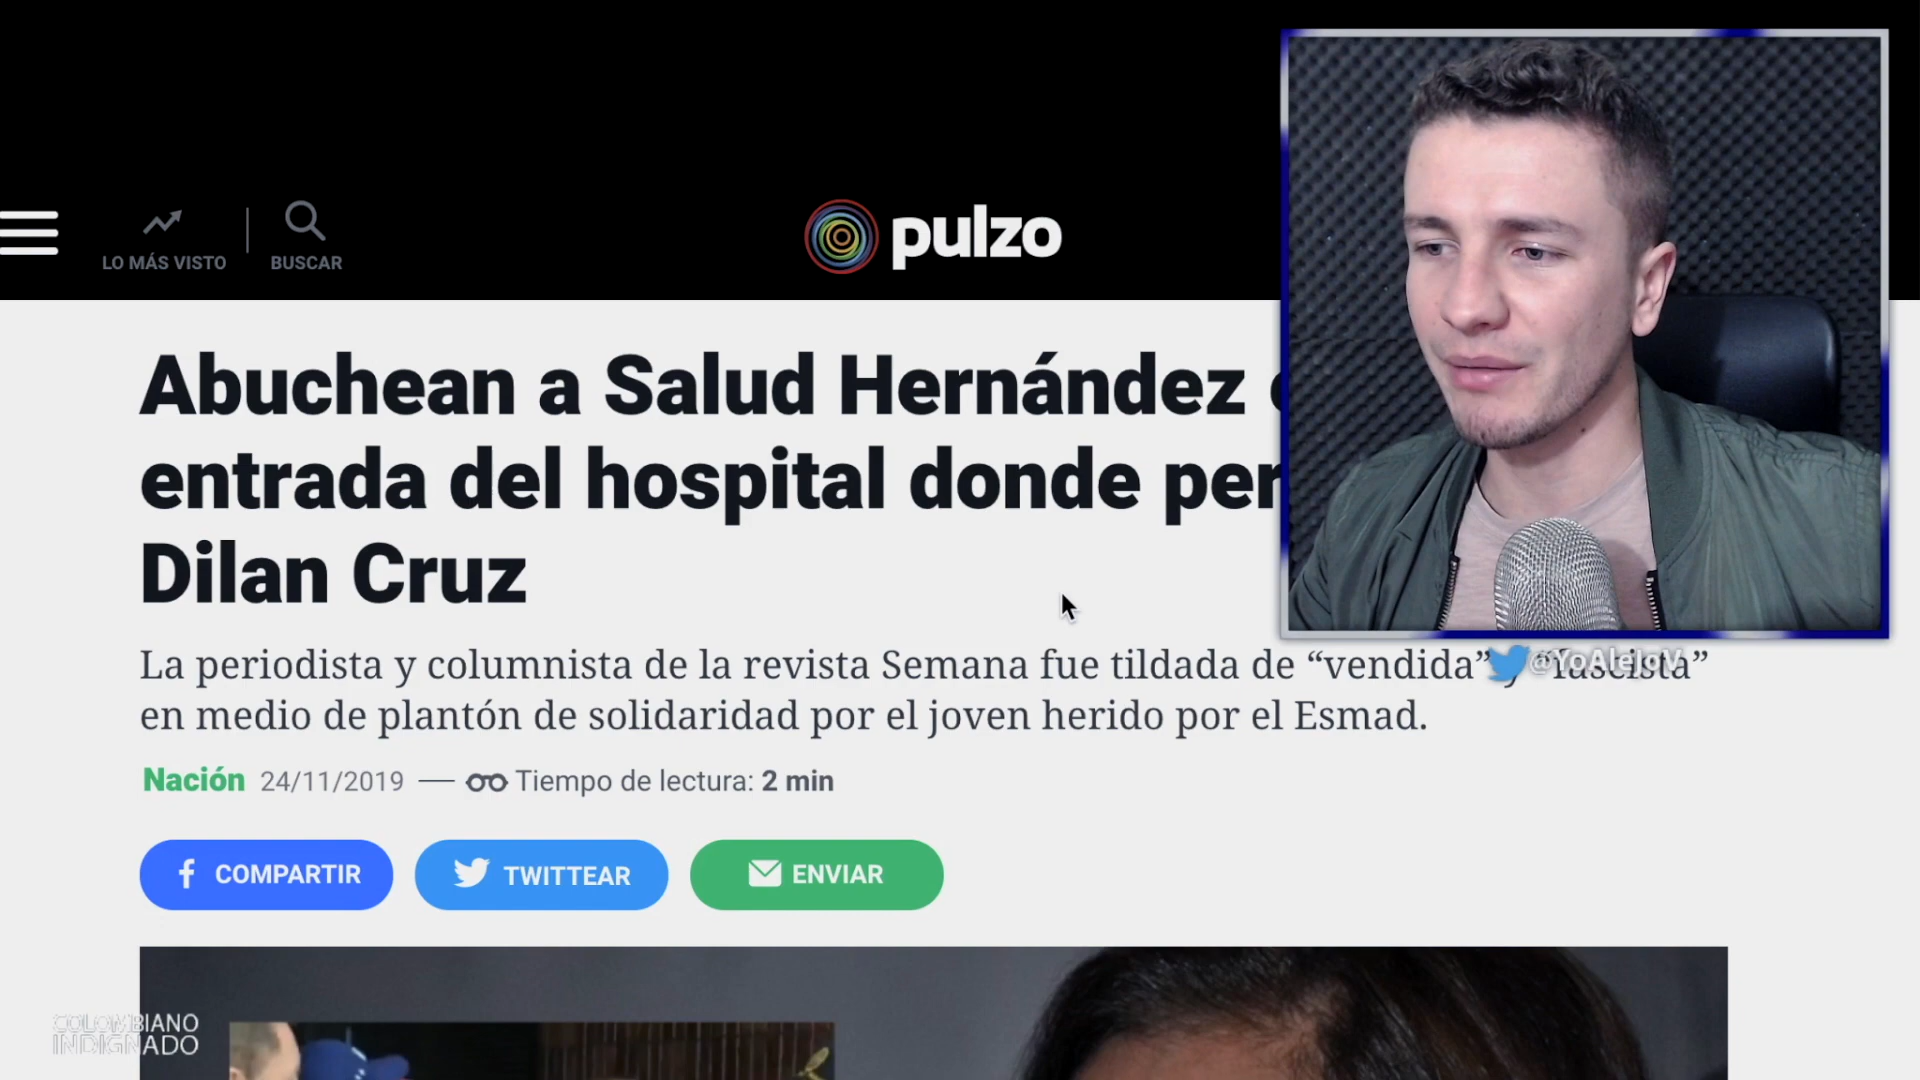 LO MÁS VISTO
BUSCAR
pulzo
Abuchean a Salud Hernández
entrada del hospital donde per
Dilan Cruz
La periodista y columnista de la revista Semana fue tildada de “vendida” y “fascista”
en medio de plantón de solidaridad por el joven herido por el Esmad.
@YoAleJoV
Nación 24/11/2019 — Tiempo de lectura: 2 min
COMPARTIR
TWITTEAR
ENVIAR
COLOMBIANO
INDIGNADO